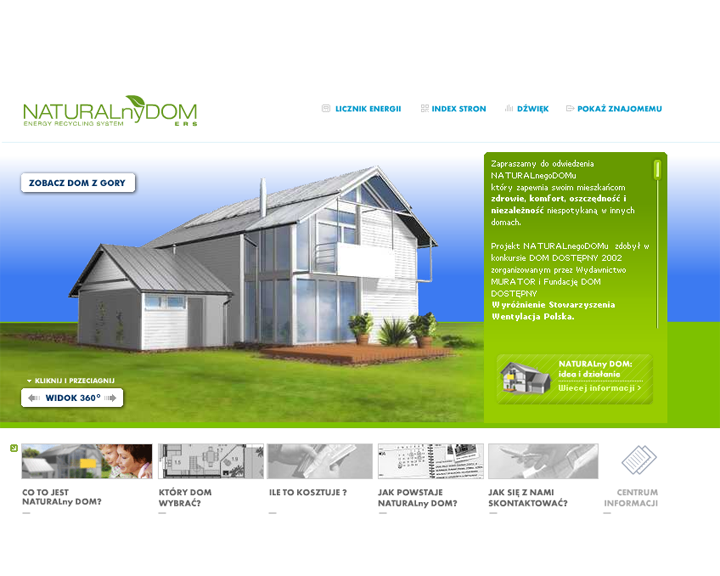 NATURALnyDOM
ENERGY RECYCLING SYSTEM ERS
LICZNIK ENERGII
INDEX STRON
DŹWIĘK
POKAŻ ZNAJOMEMU
ZOBACZ DOM Z GORY
Zapraszamy do odwiedzenia
NATURALnegoDOMu
który zapewnia swoim mieszkańcom
zdrowie, komfort, oszczędność i
niezależność niespotykaną w innych
domach.
Projekt NATURALnegoDOMu zdobył w
konkursie DOM DOSTĘPNY 2002
zorganizowanym przez Wydawnictwo
MURATOR i Fundację DOM
DOSTĘPNY
Wyróżnienie Stowarzyszenia
Wentylacja Polska.
NATURALny DOM:
idea i działanie
Więcej informacji >
KLIKNIJ I PRZECIĄGNIJ
WIDOK 360°
CO TO JEST
NATURALny DOM?
KTÓRY DOM
WYBRAĆ?
ILE TO KOSZTUJE ?
JAK POWSTAJE
NATURALny DOM?
JAK SIĘ Z NAMI
SKONTAKTOWAĆ?
CENTRUM
INFORMACJI